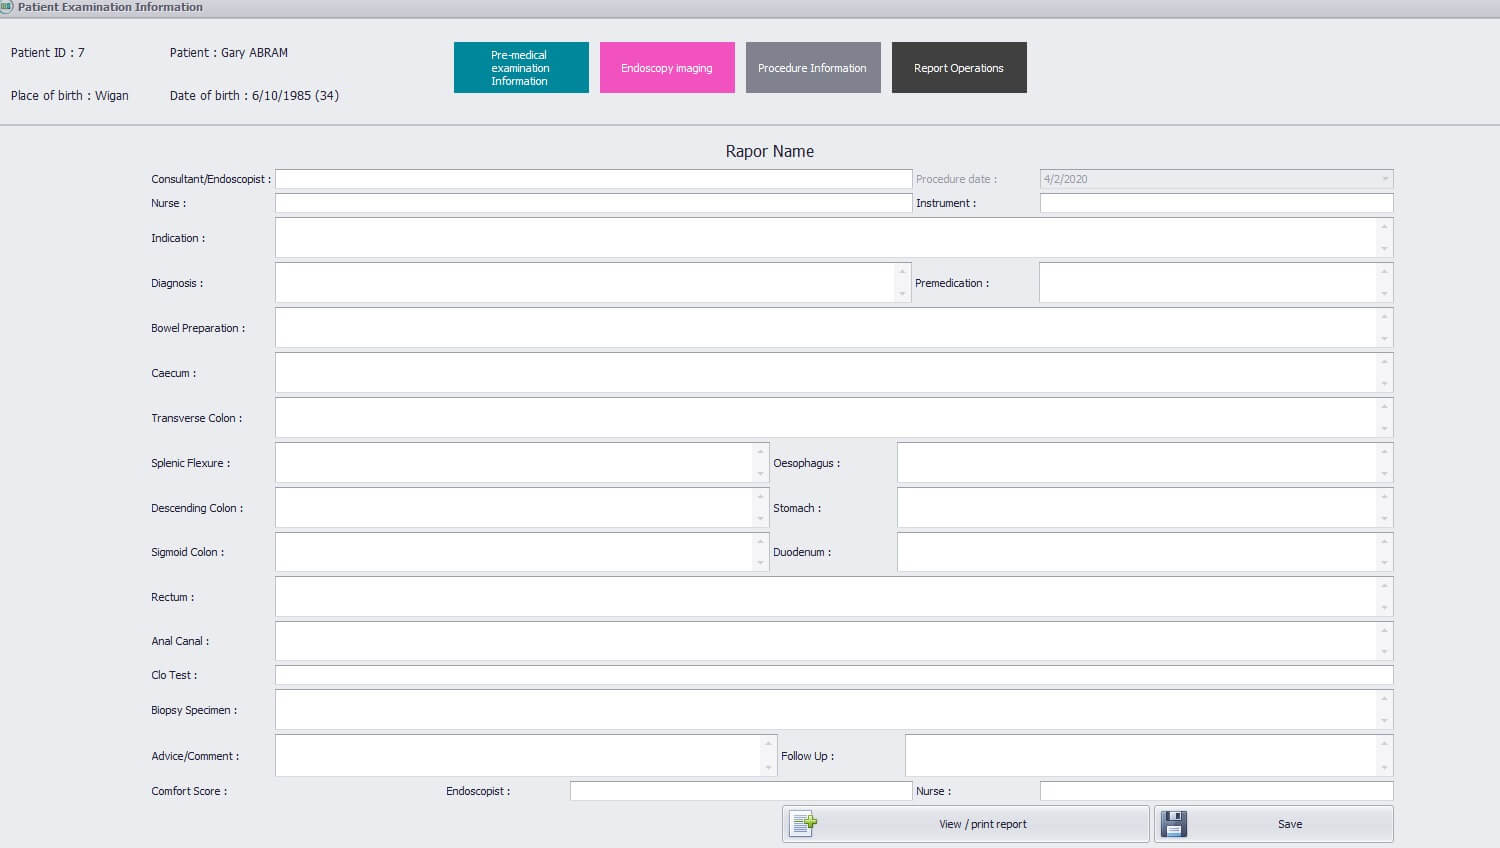 Patient Examination Information
Patient ID : 7
Patient : Gary ABRAM
Place of birth : Wigan
Date of birth : 6/10/1985 (34)
Pre-medical
examination
Information
Endoscopy imaging
Procedure Information
Report Operations
Rapor Name
Consultant/Endoscopist :
Procedure date :
4/2/2020
Nurse :
Instrument :
Indication :
Diagnosis :
Premedication :
Bowel Preparation :
Caecum :
Transverse Colon :
Splenic Flexure :
Oesophagus :
Descending Colon :
Stomach :
Sigmoid Colon :
Duodenum :
Rectum :
Anal Canal :
Clo Test :
Biopsy Specimen :
Advice/Comment :
Follow Up :
Comfort Score :
Endoscopist :
Nurse :
View / print report
Save